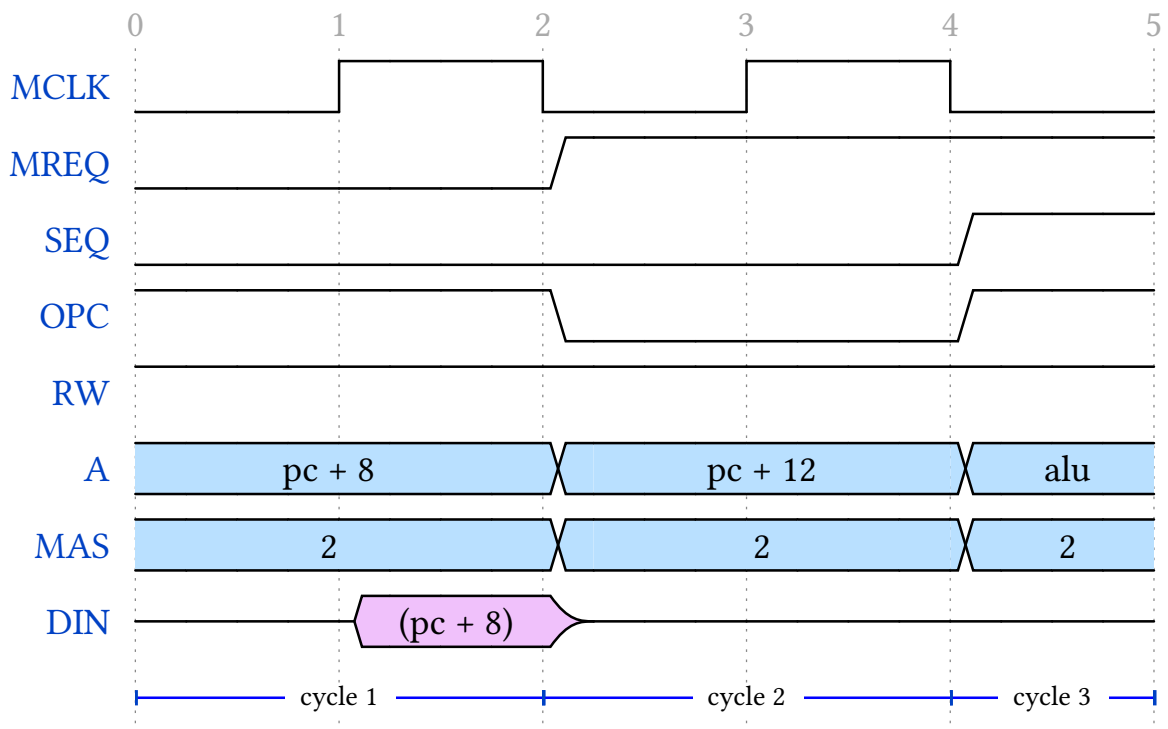 0 1 2 3 4 5
MCLK
MREQ
SEQ
OPC
RW
A pc + 8 pc + 12 alu
MAS 2 2 2
DIN (pc + 8)
cycle 1 cycle 2 cycle 3